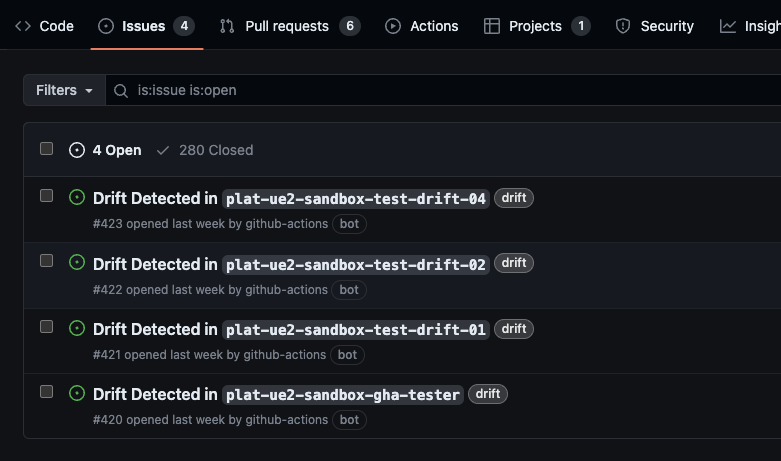 Code Issues 4 Pull requests 6 Actions Projects 1 Security Insigh
Filters is:issue is:open
4 Open 280 Closed
Drift Detected in plat-ue2-sandbox-test-drift-04 drift
#423 opened last week by github-actions bot
Drift Detected in plat-ue2-sandbox-test-drift-02 drift
#422 opened last week by github-actions bot
Drift Detected in plat-ue2-sandbox-test-drift-01 drift
#421 opened last week by github-actions bot
Drift Detected in plat-ue2-sandbox-gha-tester drift
#420 opened last week by github-actions bot